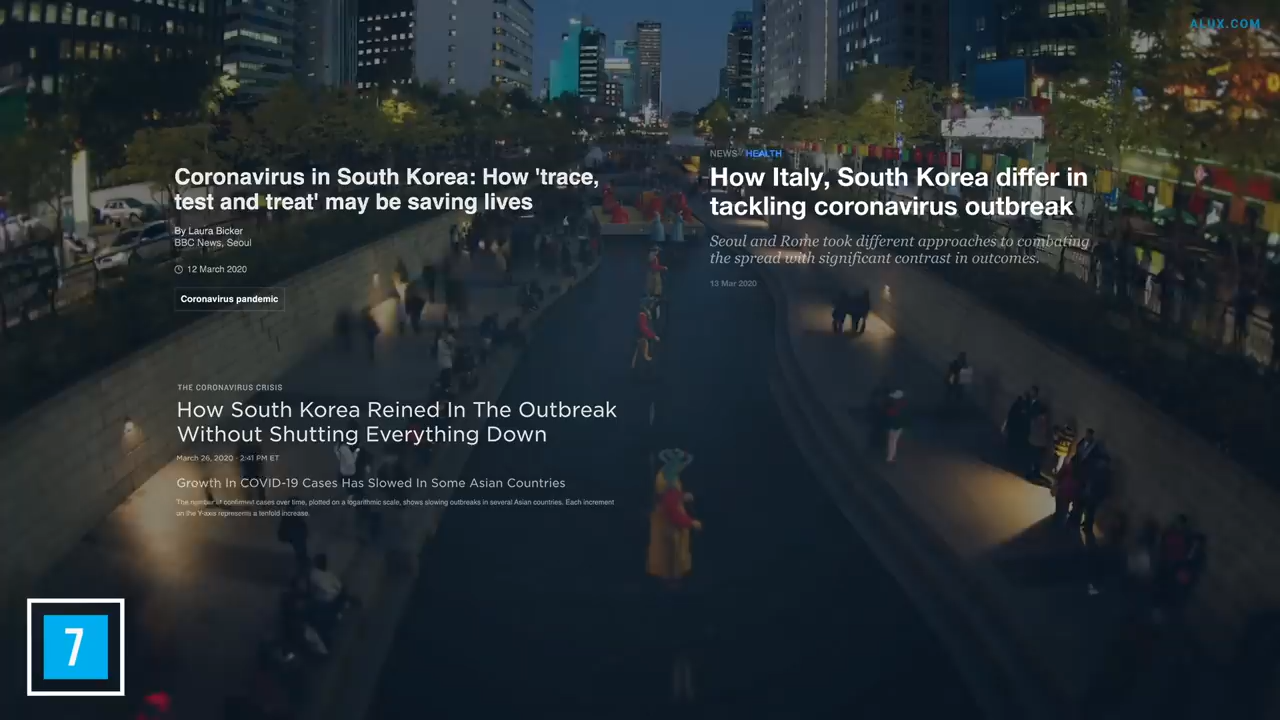 ALUX.COM
Coronavirus in South Korea: How 'trace,
test and treat' may be saving lives
By Laura Bicker
BBC News, Seoul
12 March 2020
Coronavirus pandemic
NEWS / HEALTH
How Italy, South Korea differ in
tackling coronavirus outbreak
Seoul and Rome took different approaches to combating
the spread with significant contrast in outcomes.
13 Mar 2020
THE CORONAVIRUS CRISIS
How South Korea Reined In The Outbreak
Without Shutting Everything Down
March 26, 2020 · 2:41 PM ET
Growth In COVID-19 Cases Has Slowed In Some Asian Countries
The number of confirmed cases over time, plotted on a logarithmic scale, shows slowing outbreaks in several Asian countries. Each increment
on the Y-axis represents a tenfold increase.
7